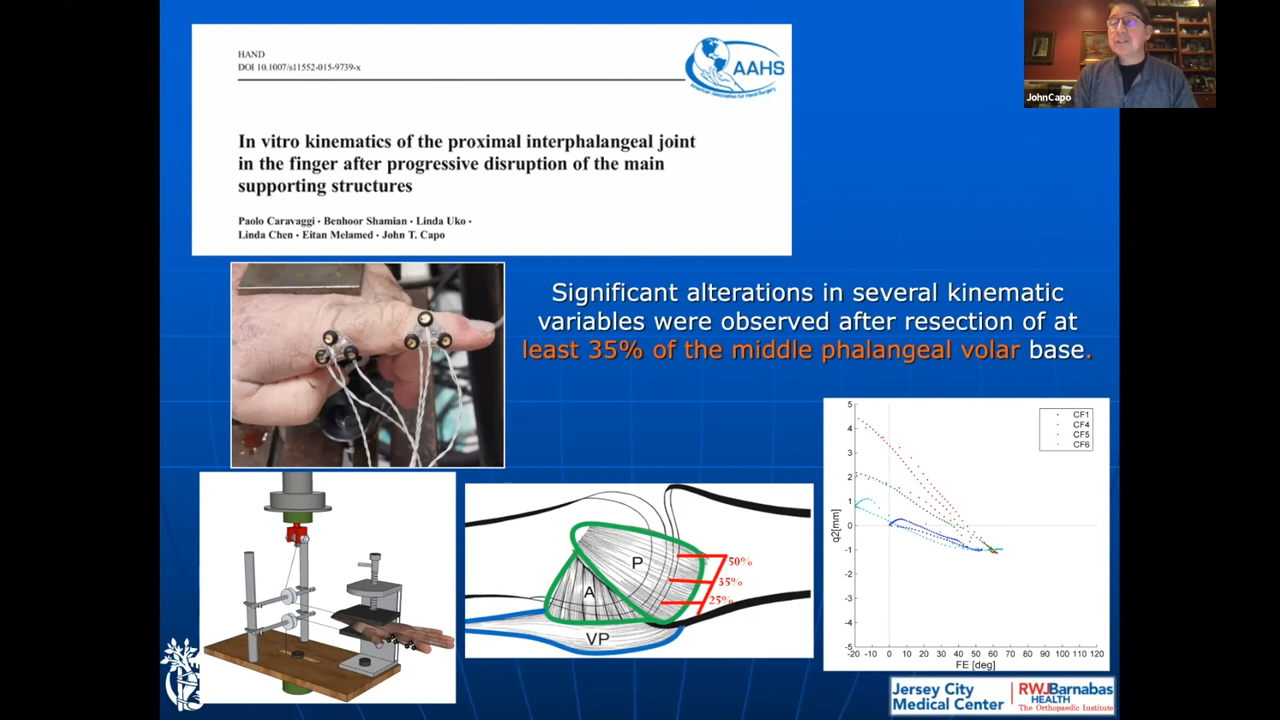 HAND
DOI 10.1007/s11552-015-9739-x
AAHS
American Association for Hand Surgery
JohnCapo
In vitro kinematics of the proximal interphalangeal joint
in the finger after progressive disruption of the main
supporting structures
Paolo Caravaggi · Benhoor Shamian · Linda Uko ·
Linda Chen · Eitan Melamed · John T. Capo
Significant alterations in several kinematic
variables were observed after resection of at
least 35% of the middle phalangeal volar base.
P
A
VP
50%
35%
25%
5
4
3
2
1
0
-1
-2
-3
-4
-5
q2[mm]
CF1
CF4
CF5
CF6
-20 -10 0 10 20 30 40 50 60 70 80 90 100 110 120
FE [deg]
Jersey City
Medical Center
RWJBarnabas
HEALTH
The Orthopaedic Institute